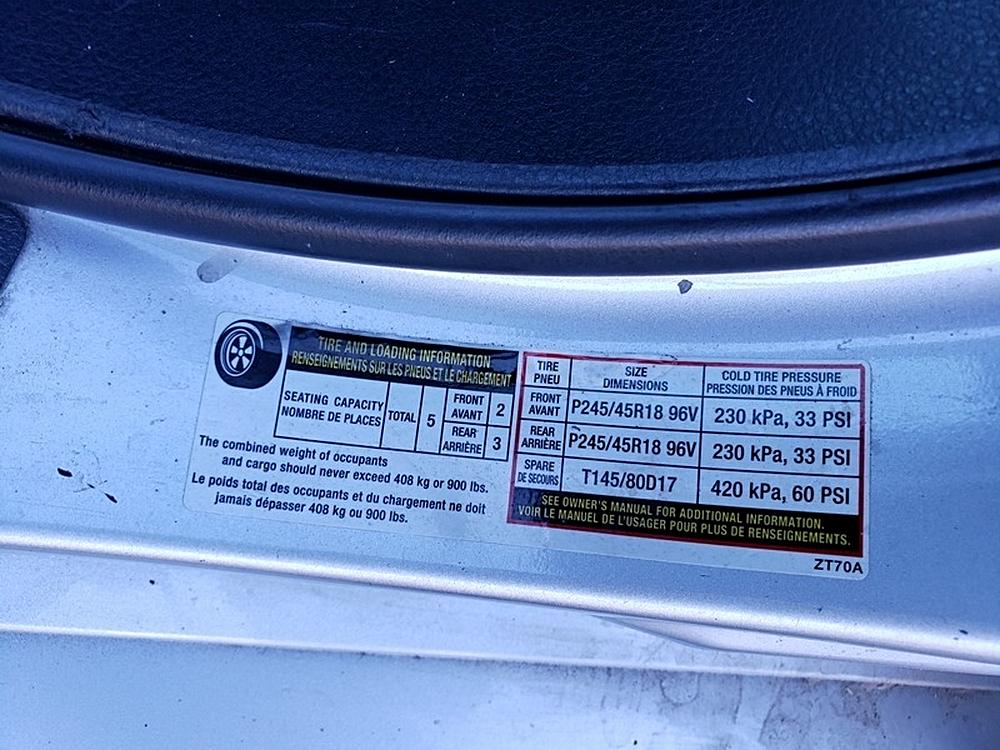 TIRE AND LOADING INFORMATION
RENSEIGNEMENTS SUR LES PNEUS ET LE CHARGEMENT
SEATING CAPACITY
NOMBRE DE PLACES
TOTAL
5
FRONT
AVANT
2
REAR
ARRIÈRE
3
The combined weight of occupants
and cargo should never exceed 408 kg or 900 lbs.
Le poids total des occupants et du chargement ne doit
jamais dépasser 408 kg ou 900 lbs.
TIRE
PNEU
SIZE
DIMENSIONS
COLD TIRE PRESSURE
PRESSION DES PNEUS À FROID
FRONT
AVANT
P245/45R18 96V
230 kPa, 33 PSI
REAR
ARRIÈRE
P245/45R18 96V
230 kPa, 33 PSI
SPARE
DE SECOURS
T145/80D17
420 kPa, 60 PSI
SEE OWNER'S MANUAL FOR ADDITIONAL INFORMATION.
VOIR LE MANUEL DE L'USAGER POUR PLUS DE RENSEIGNEMENTS.
ZT70A